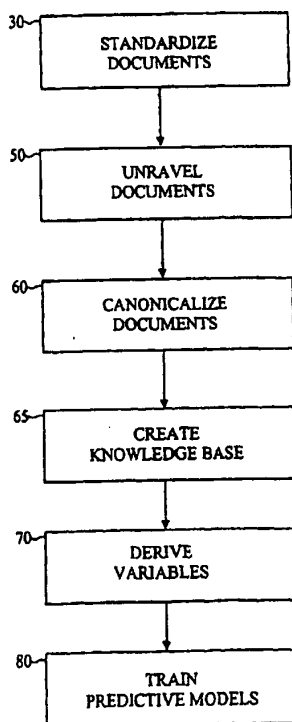 30
STANDARDIZE
DOCUMENTS
50
UNRAVEL
DOCUMENTS
60
CANONICALIZE
DOCUMENTS
65
CREATE
KNOWLEDGE BASE
70
DERIVE
VARIABLES
80
TRAIN
PREDICTIVE MODELS